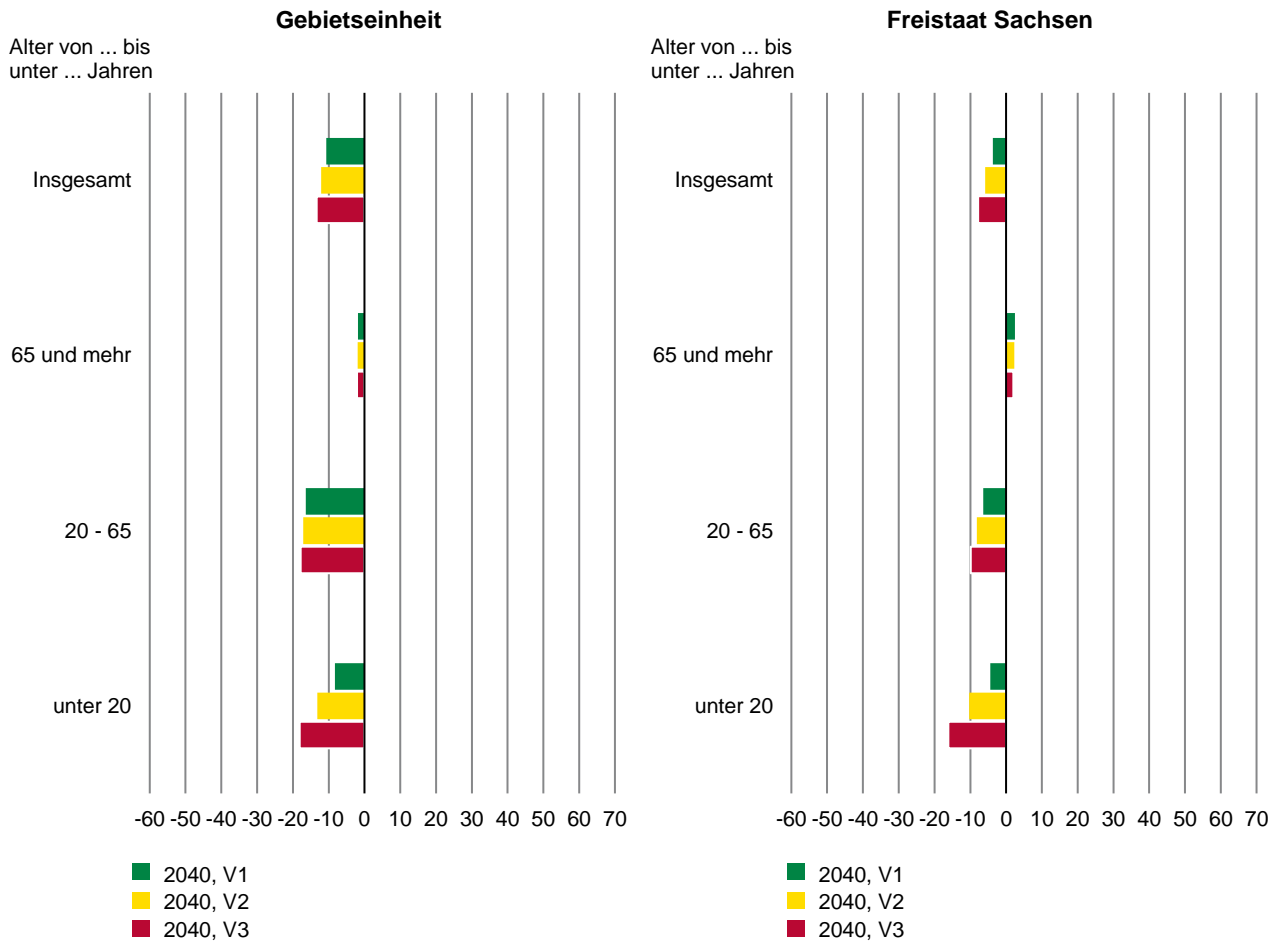 Gebietseinheit
Alter von ... bis
unter ... Jahren
Insgesamt
65 und mehr
20 - 65
unter 20
-60 -50 -40 -30 -20 -10 0 10 20 30 40 50 60 70
2040, V1
2040, V2
2040, V3
Freistaat Sachsen
Alter von ... bis
unter ... Jahren
Insgesamt
65 und mehr
20 - 65
unter 20
-60 -50 -40 -30 -20 -10 0 10 20 30 40 50 60 70
2040, V1
2040, V2
2040, V3